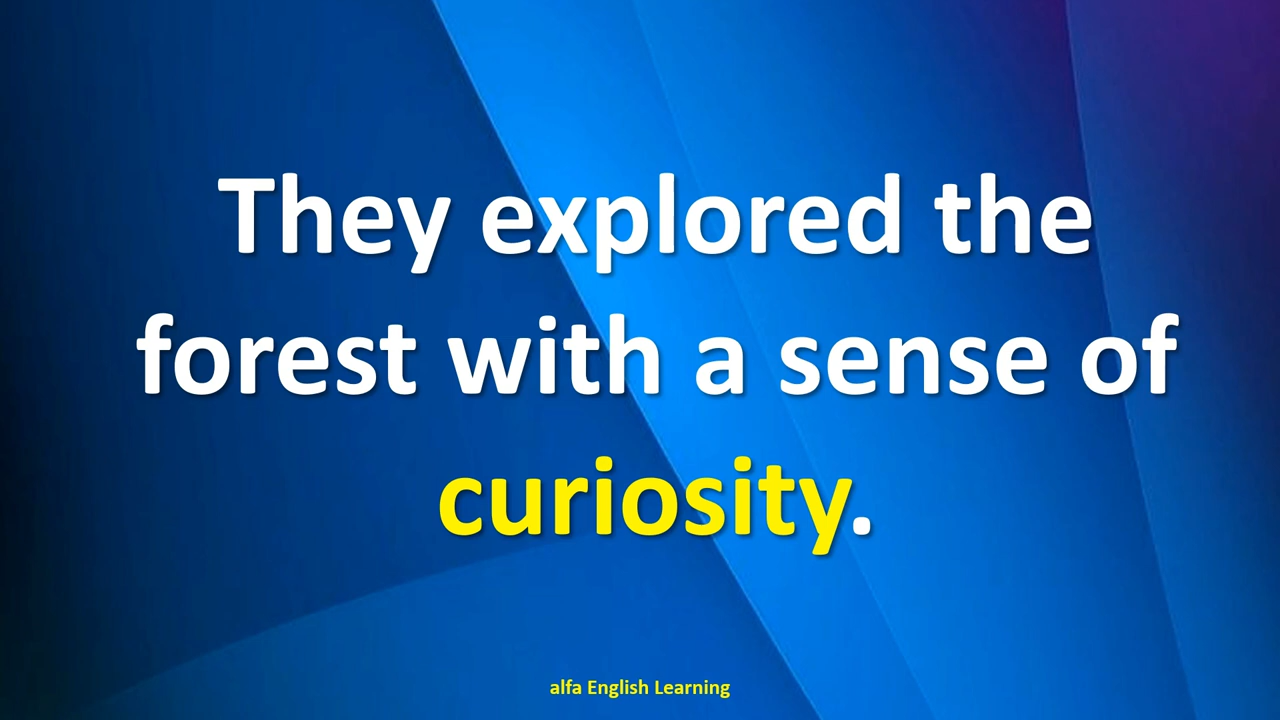 They explored the
forest with a sense of
curiosity.
alfa English Learning